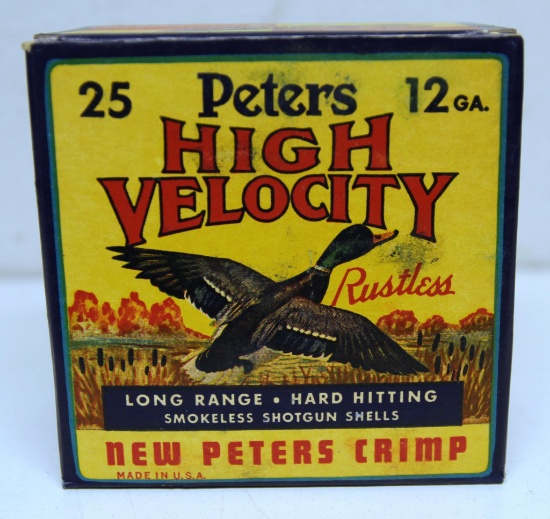 25 Peters 12 GA.
HIGH
VELOCITY
Rustless
LONG RANGE • HARD HITTING
SMOKELESS SHOTGUN SHELLS
NEW PETERS CRIMP
MADE IN U.S.A.